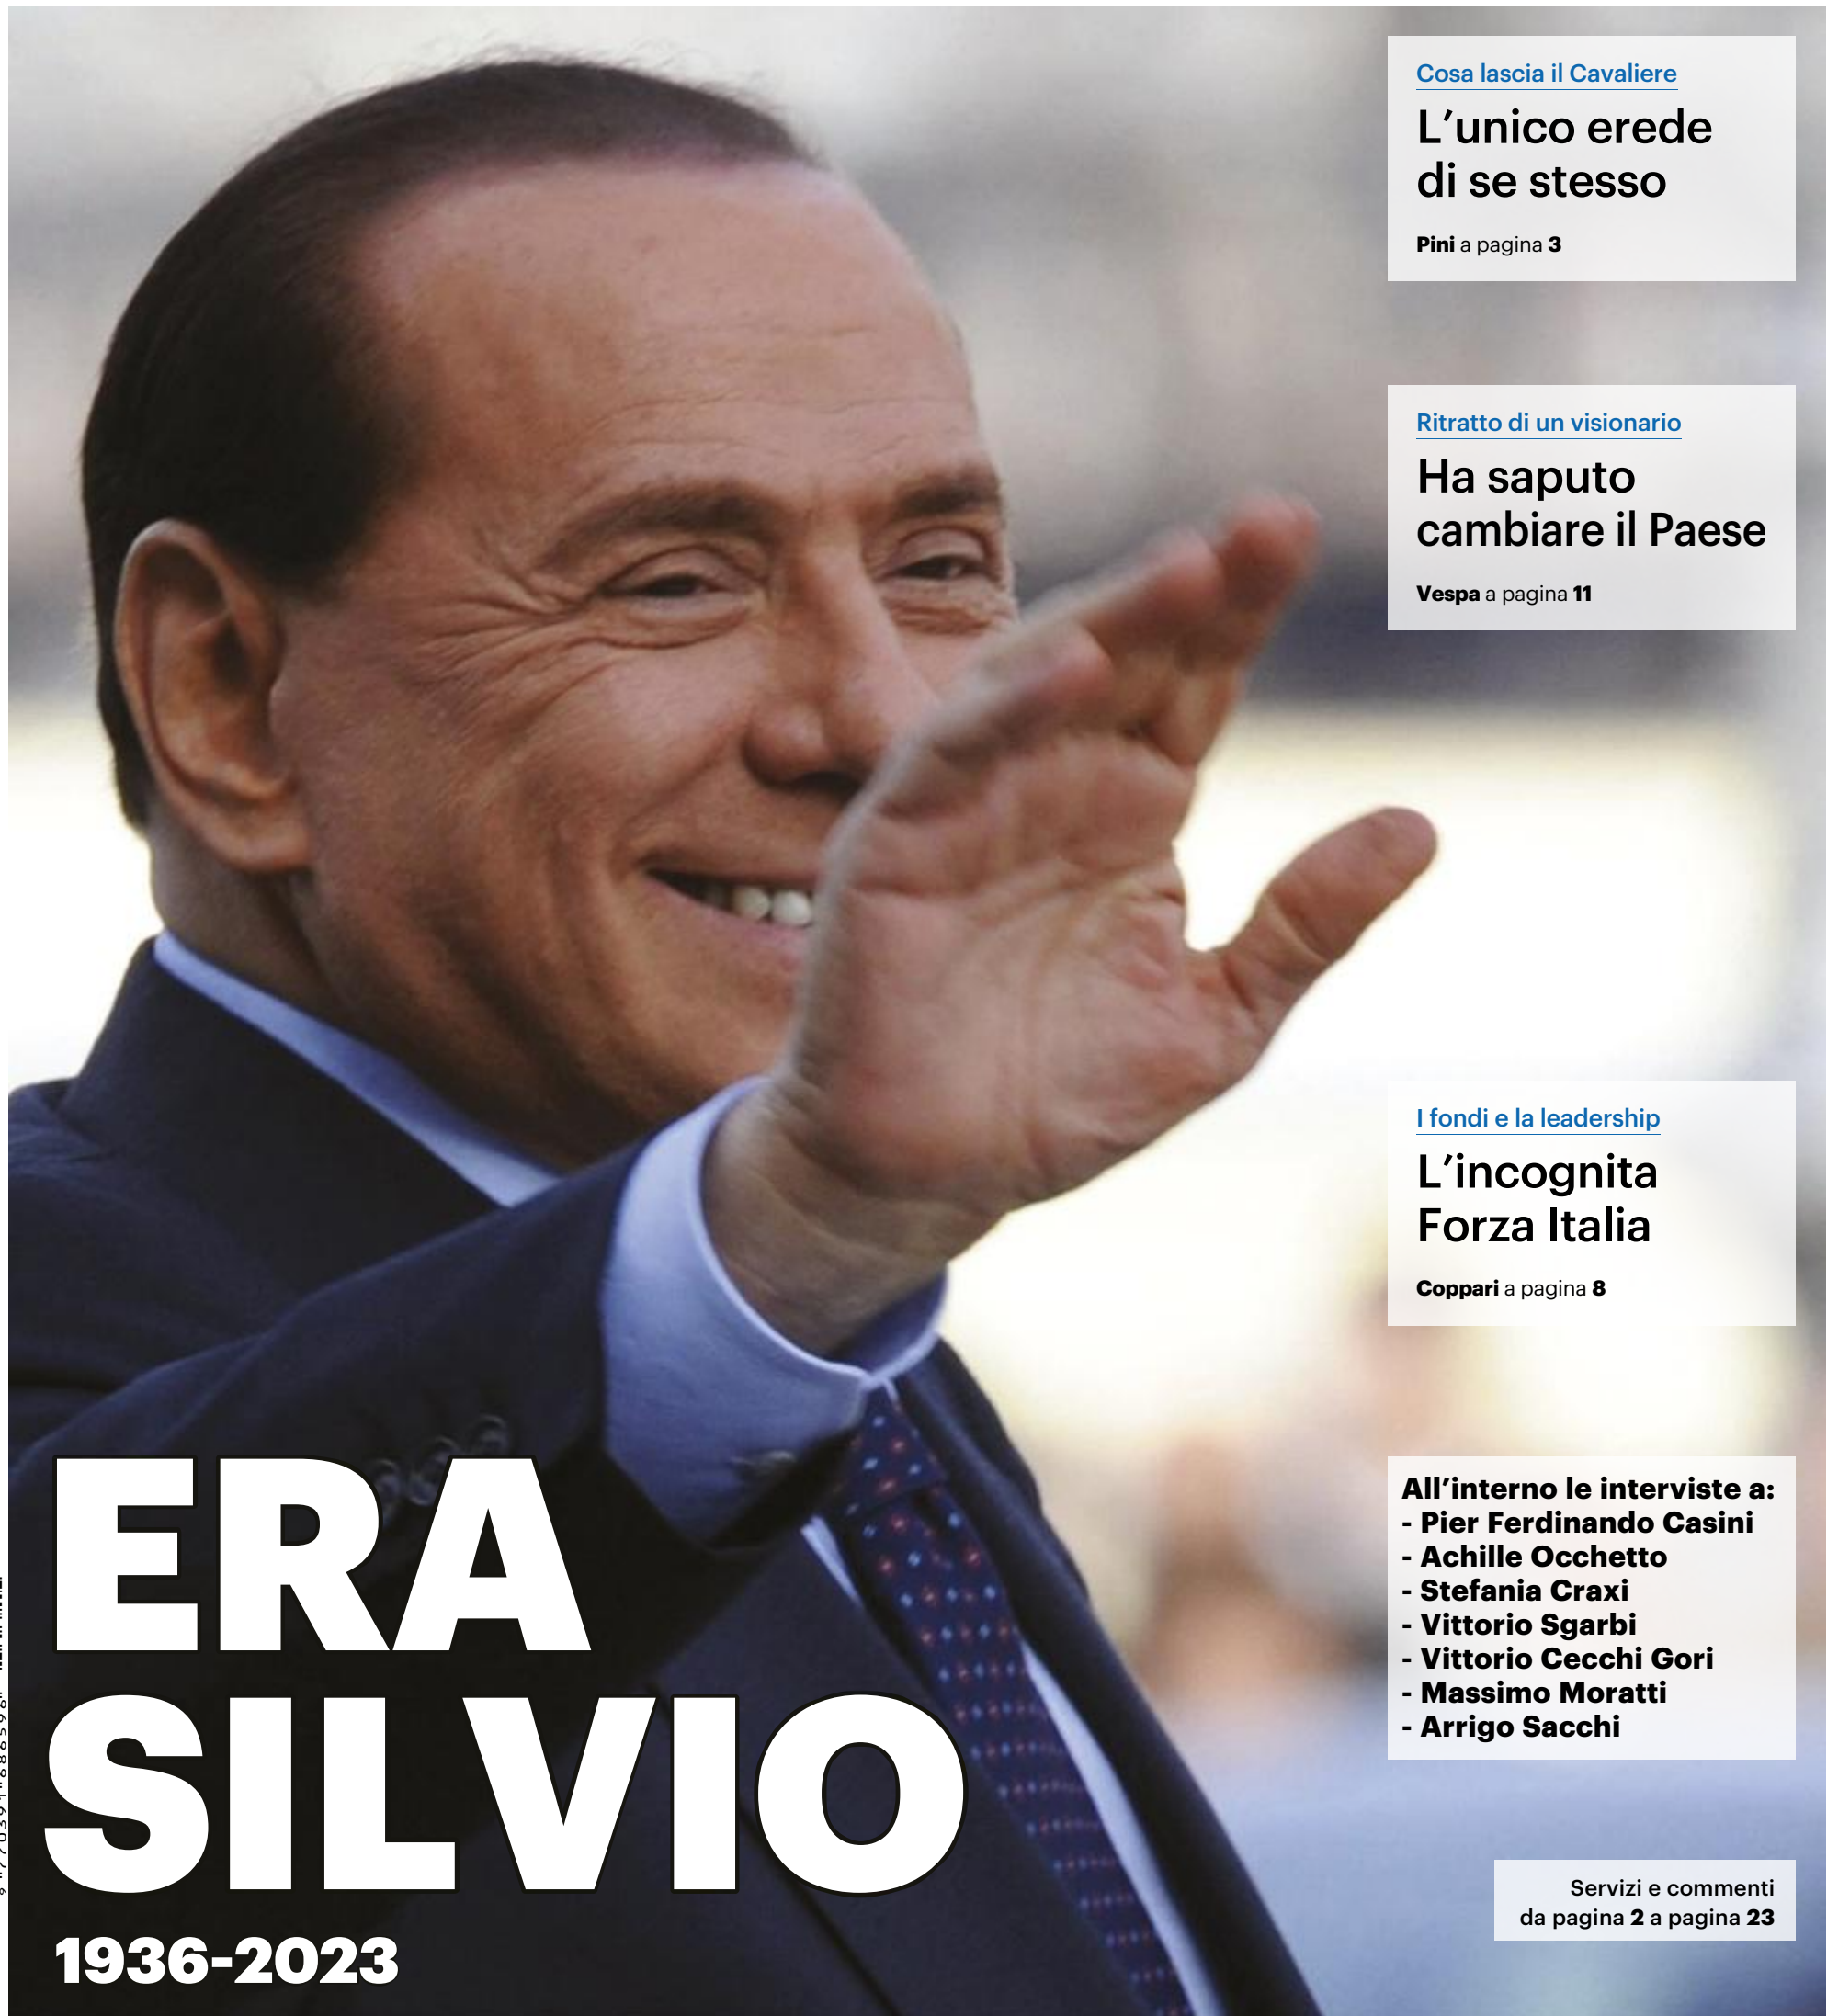 Cosa lascia il Cavaliere
L'unico erede
di se stesso
Pini a pagina 3
Ritratto di un visionario
Ha saputo
cambiare il Paese
Vespa a pagina 11
I fondi e la leadership
L'incognita
Forza Italia
Coppari a pagina 8
All'interno le interviste a:
- Pier Ferdinando Casini
- Achille Occhetto
- Stefania Craxi
- Vittorio Sgarbi
- Vittorio Cecchi Gori
- Massimo Moratti
- Arrigo Sacchi
Servizi e commenti
da pagina 2 a pagina 23
ERA
SILVIO
1936-2023